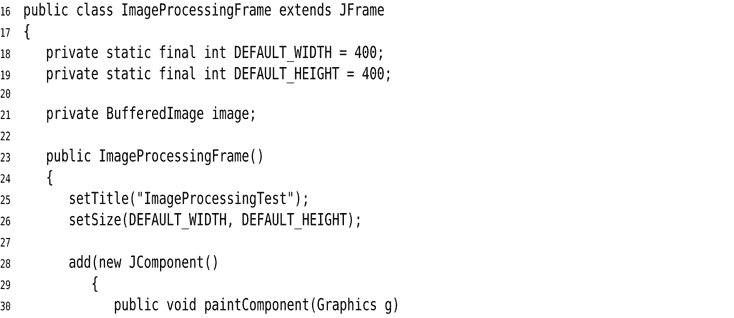 16 public class ImageProcessingFrame extends JFrame
17 {
18    private static final int DEFAULT_WIDTH = 400;
19    private static final int DEFAULT_HEIGHT = 400;
20
21    private BufferedImage image;
22
23    public ImageProcessingFrame()
24    {
25       setTitle("ImageProcessingTest");
26       setSize(DEFAULT_WIDTH, DEFAULT_HEIGHT);
27
28       add(new JComponent()
29          {
30             public void paintComponent(Graphics g)